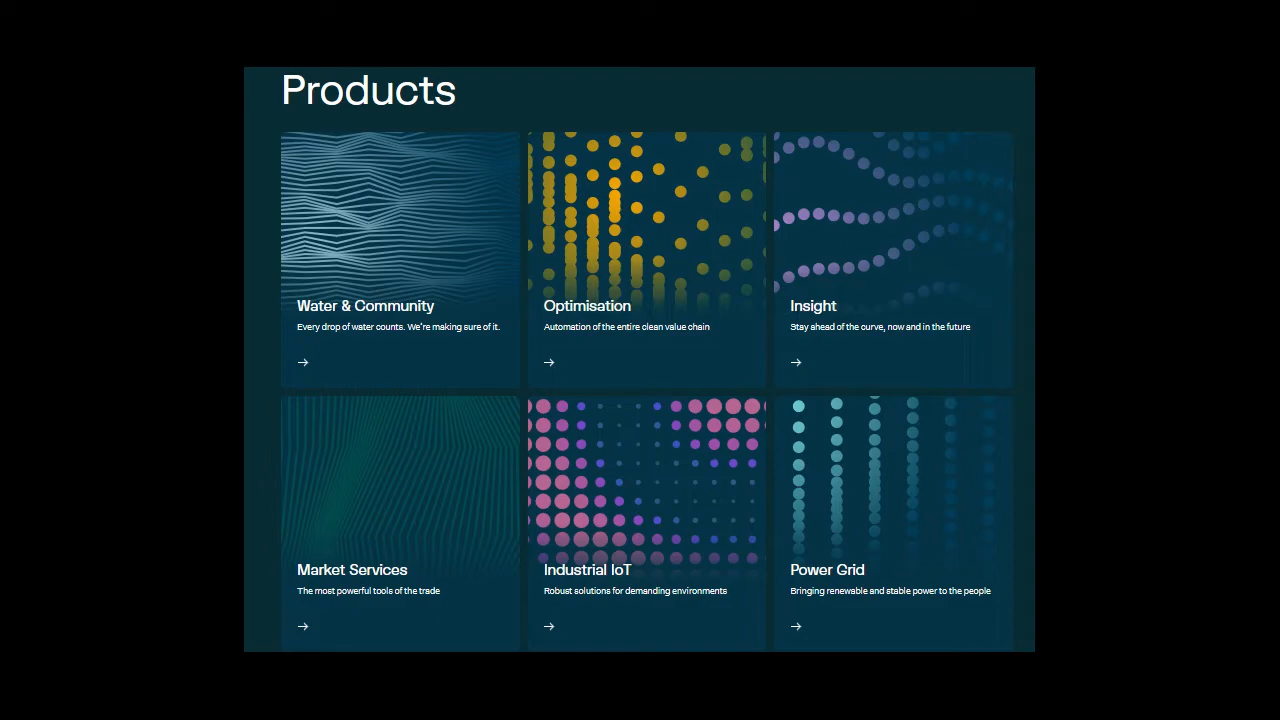 Products
Water & Community
Every drop of water counts. We're making sure of it.
→
Optimisation
Automation of the entire clean value chain
→
Insight
Stay ahead of the curve, now and in the future
→
Market Services
The most powerful tools of the trade
→
Industrial IoT
Robust solutions for demanding environments
→
Power Grid
Bringing renewable and stable power to the people
→